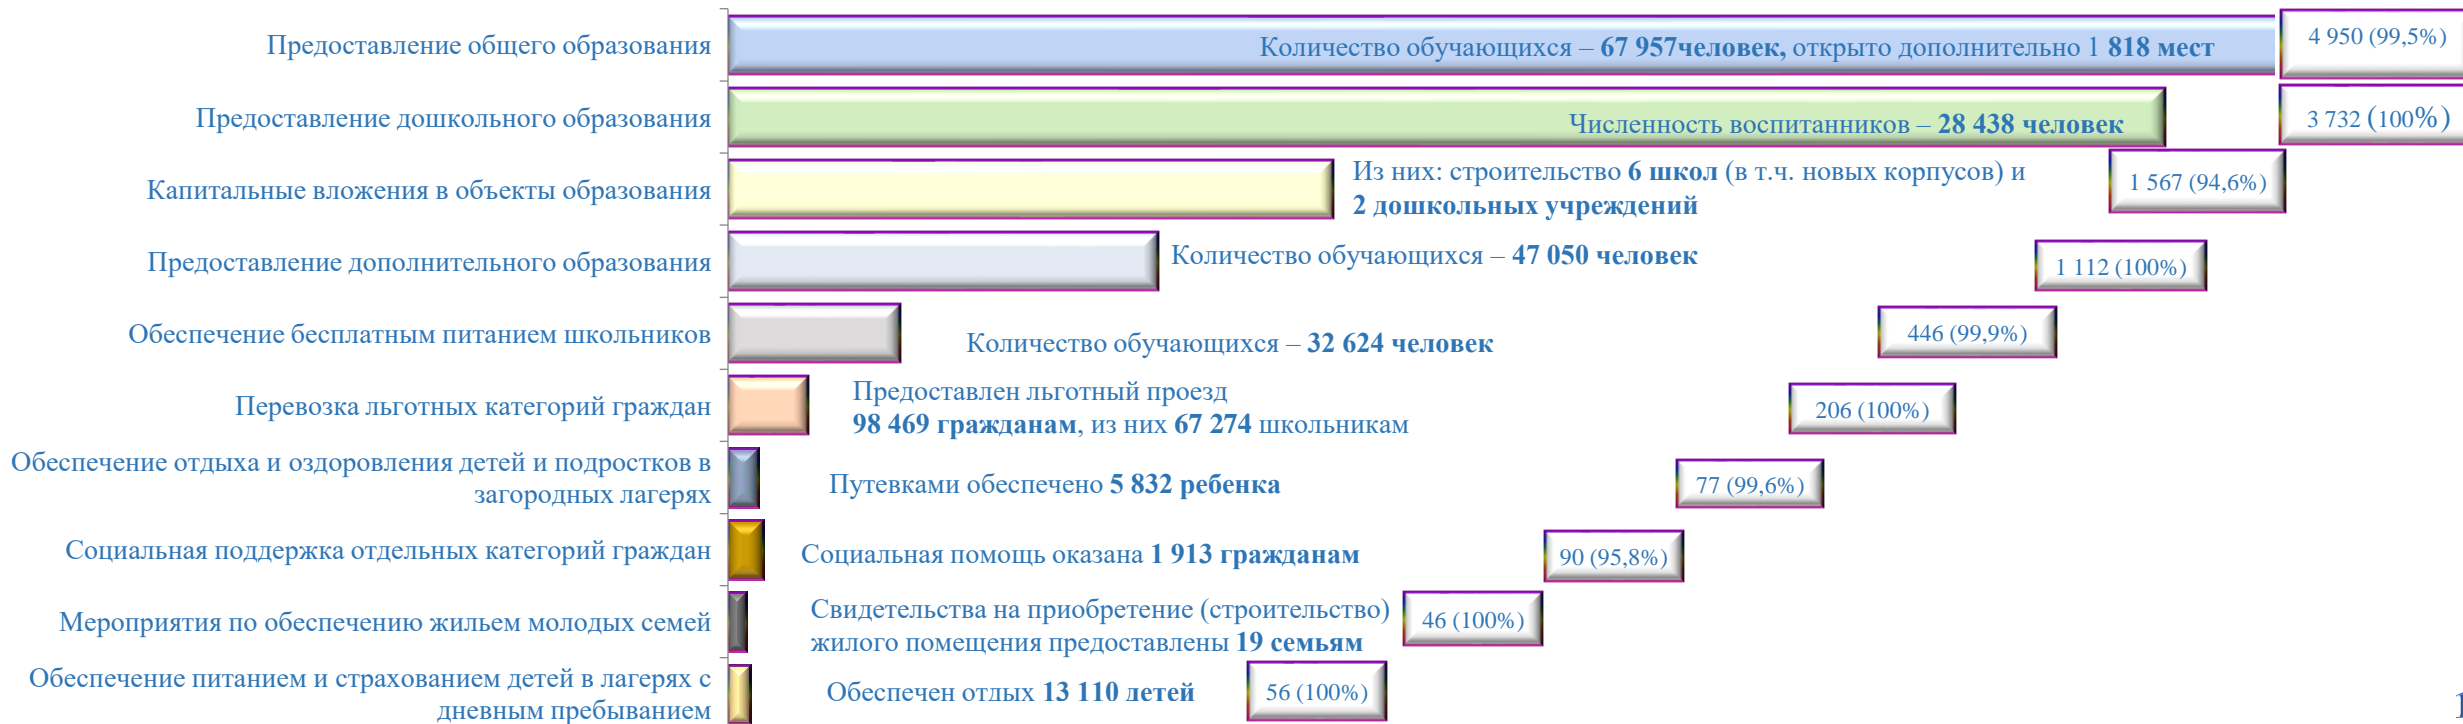 Предоставление общего образования
Количество обучающихся – 67 957человек, открыто дополнительно 1 818 мест
4 950 (99,5%)
Предоставление дошкольного образования
Численность воспитанников – 28 438 человек
3 732 (100%)
Капитальные вложения в объекты образования
Из них: строительство 6 школ (в т.ч. новых корпусов) и
2 дошкольных учреждений
1 567 (94,6%)
Предоставление дополнительного образования
Количество обучающихся – 47 050 человек
1 112 (100%)
Обеспечение бесплатным питанием школьников
Количество обучающихся – 32 624 человек
446 (99,9%)
Перевозка льготных категорий граждан
Предоставлен льготный проезд
98 469 гражданам, из них 67 274 школьникам
206 (100%)
Обеспечение отдыха и оздоровления детей и подростков в
загородных лагерях
Путевками обеспечено 5 832 ребенка
77 (99,6%)
Социальная поддержка отдельных категорий граждан
Социальная помощь оказана 1 913 гражданам
90 (95,8%)
Мероприятия по обеспечению жильем молодых семей
Свидетельства на приобретение (строительство)
жилого помещения предоставлены 19 семьям
46 (100%)
Обеспечение питанием и страхованием детей в лагерях с
дневным пребыванием
Обеспечен отдых 13 110 детей
56 (100%)